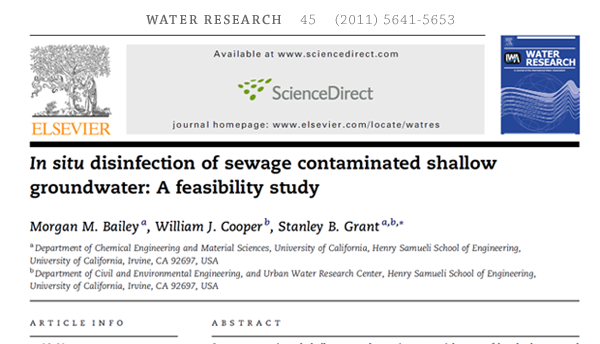 WATER RESEARCH 45 (2011) 5641-5653
Available at www.sciencedirect.com
ScienceDirect
journal homepage: www.elsevier.com/locate/watres
ELSEVIER
IWA
WATER
RESEARCH
In situ disinfection of sewage contaminated shallow
groundwater: A feasibility study
Morgan M. Bailey a, William J. Cooper b, Stanley B. Grant a,b,*
a Department of Chemical Engineering and Material Sciences, University of California, Henry Samueli School of Engineering,
University of California, Irvine, CA 92697, USA
b Department of Civil and Environmental Engineering, and Urban Water Research Center, Henry Samueli School of Engineering,
University of California, Irvine, CA 92697, USA
ARTICLE INFO
ABSTRACT